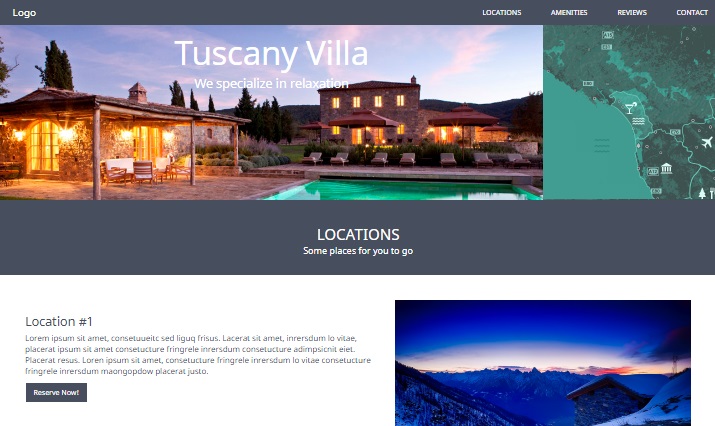 Logo
LOCATIONS
AMENITIES
REVIEWS
CONTACT
Tuscany Villa
We specialize in relaxation
LOCATIONS
Some places for you to go
Location #1
Lorem ipsum sit amet, consetuueitc sed liguq frisus. Lacerat sit amet, inrersdum lo vitae,
placerat ipsum sit amet consetucture fringrele inrersdum consetucture adimpsicnit eiet.
Placerat resus. Loren ipsum sit amet, consetucture fringrele inrersdum lo vitae consetucture
fringrele inrersdum maongopdow placerat justo.
Reserve Now!